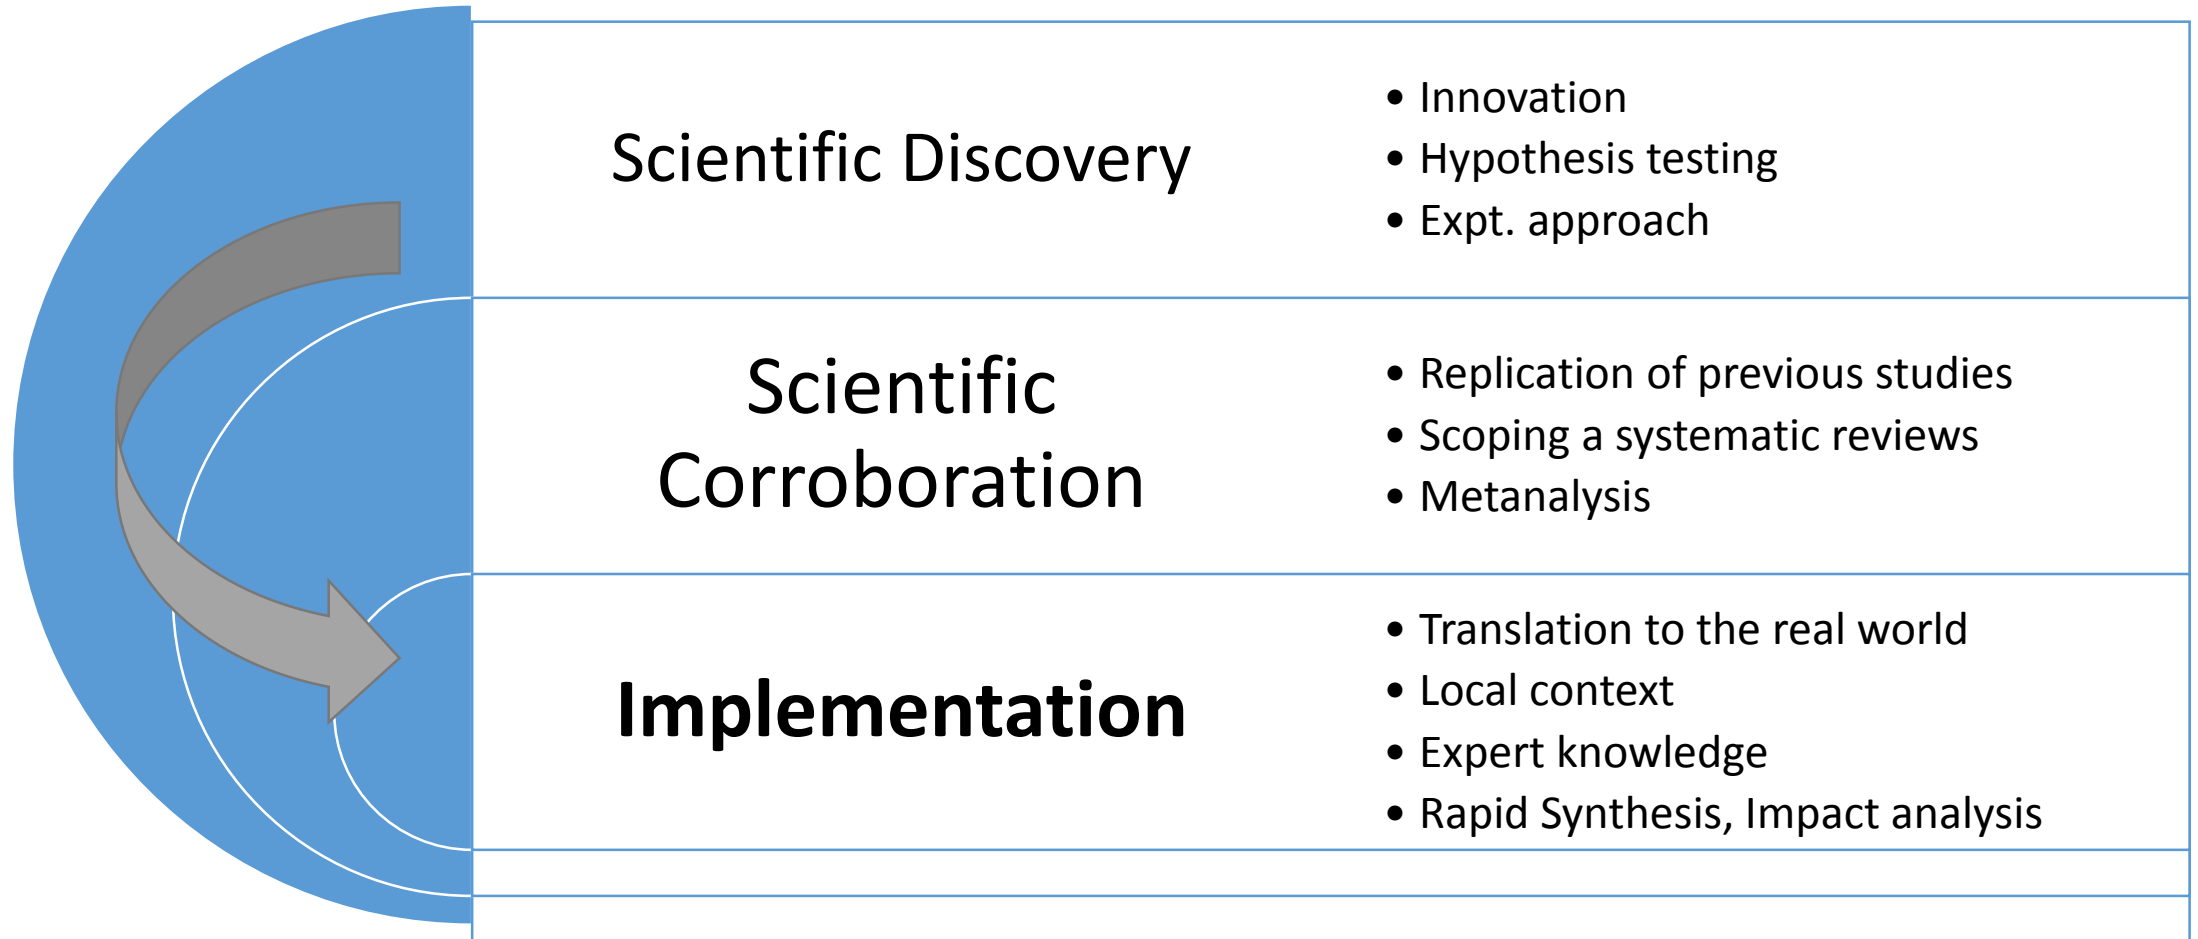 Scientific Discovery
• Innovation
• Hypothesis testing
• Expt. approach
Scientific
Corroboration
• Replication of previous studies
• Scoping a systematic reviews
• Metanalysis
Implementation
• Translation to the real world
• Local context
• Expert knowledge
• Rapid Synthesis, Impact analysis